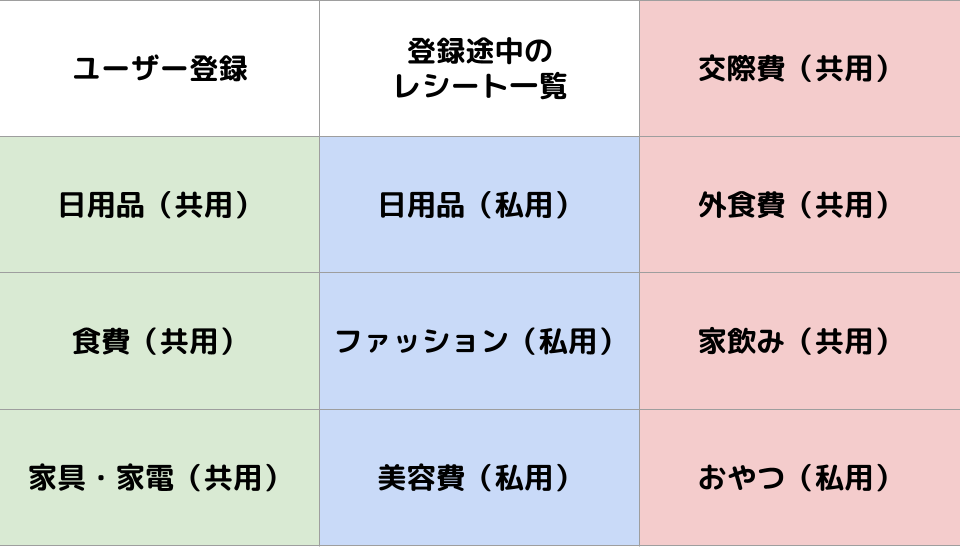 ユーザー登録
登録途中の
レシート一覧
交際費（共用）
日用品（共用）
日用品（私用）
外食費（共用）
食費（共用）
ファッション（私用）
家飲み（共用）
家具・家電（共用）
美容費（私用）
おやつ（私用）